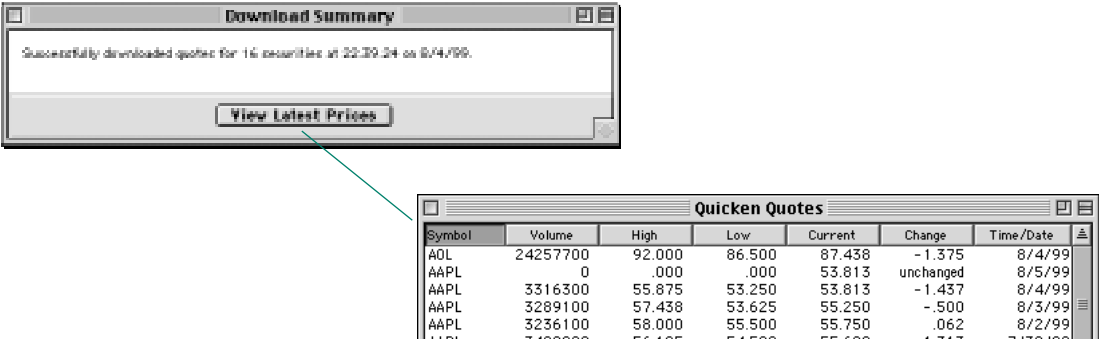 Download Summary
Successfully downloaded quotes for 16 securities at 22:39:24 on 8/4/99.
View Latest Prices
Quicken Quotes
Symbol Volume High Low Current Change Time/Date
AOL 24257700 92.000 86.500 87.438 -1.375 8/4/99
AAPL 0 .000 .000 53.813 unchanged 8/5/99
AAPL 3316300 55.875 53.250 53.813 -1.437 8/4/99
AAPL 3289100 57.438 53.625 55.250 -.500 8/3/99
AAPL 3236100 58.000 55.500 55.750 .062 8/2/99